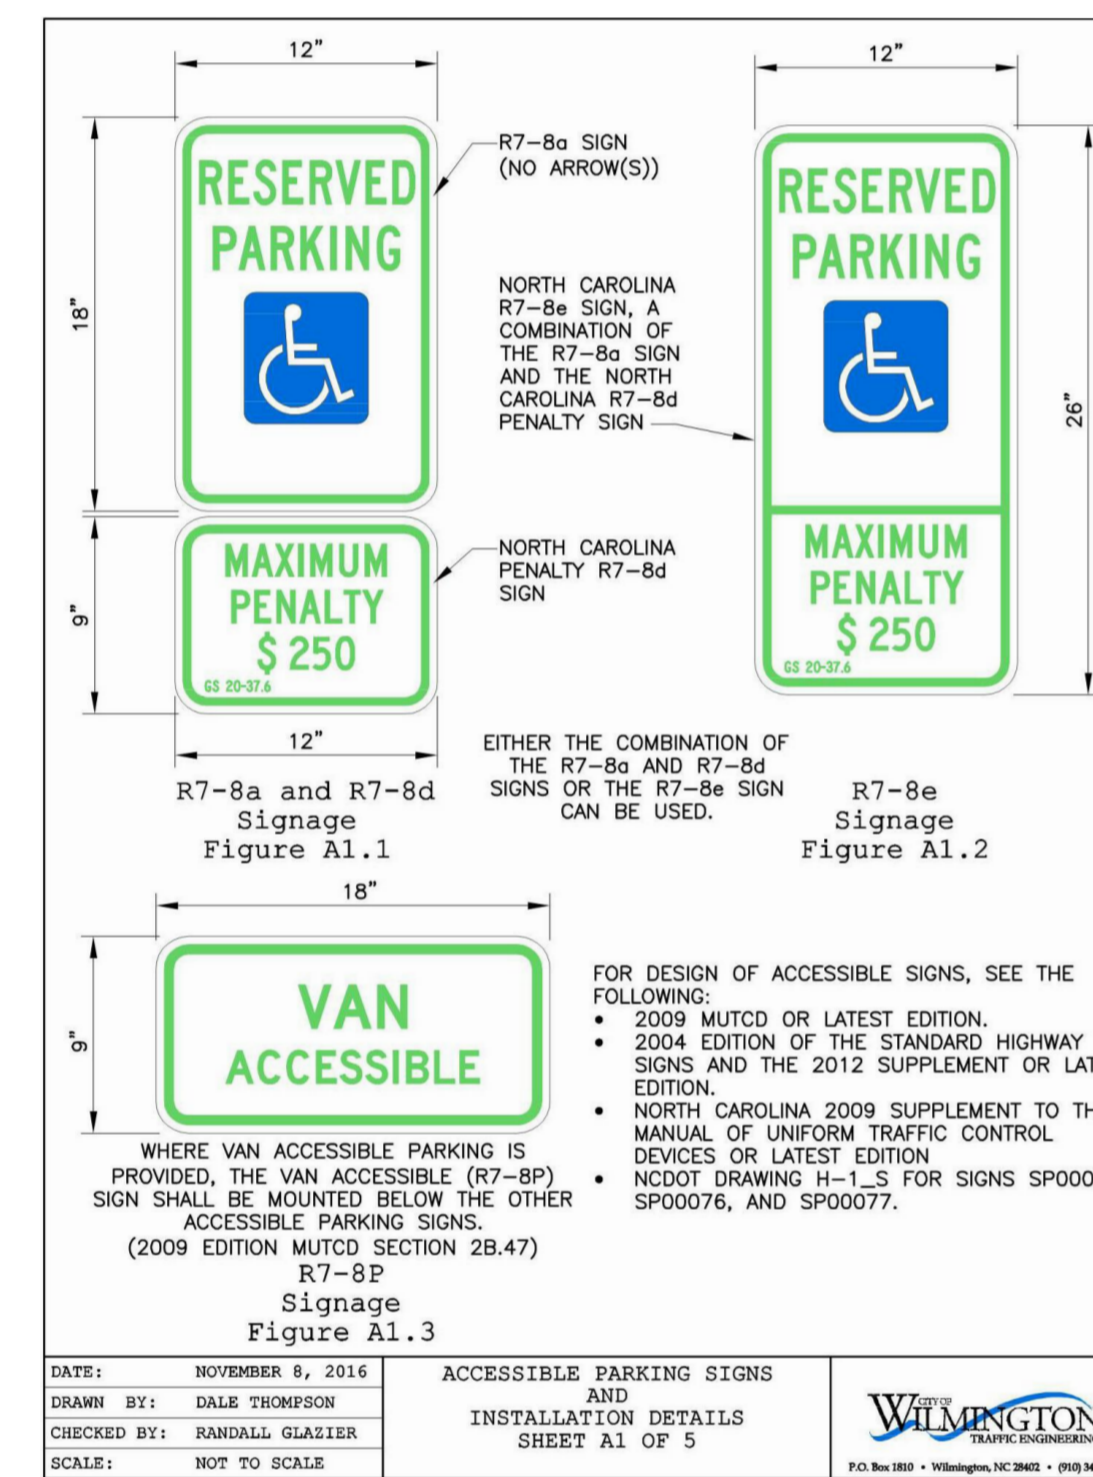 12"
12"
R7-8a SIGN
(NO ARROW(S))
RESERVED
PARKING
18"
NORTH CAROLINA
R7-8e SIGN, A
COMBINATION OF
THE R7-8a SIGN
AND THE NORTH
CAROLINA R7-8d
PENALTY SIGN
RESERVED
PARKING
26"
MAXIMUM
PENALTY
$ 250
GS 20-37.6
9"
NORTH CAROLINA
PENALTY R7-8d
SIGN
MAXIMUM
PENALTY
$ 250
GS 20-37.6
12"
R7-8a and R7-8d
Signage
Figure A1.1
EITHER THE COMBINATION OF
THE R7-8a AND R7-8d
SIGNS OR THE R7-8e SIGN
CAN BE USED.
R7-8e
Signage
Figure A1.2
18"
9"
VAN
ACCESSIBLE
WHERE VAN ACCESSIBLE PARKING IS
PROVIDED, THE VAN ACCESSIBLE (R7-8P)
SIGN SHALL BE MOUNTED BELOW THE OTHER
ACCESSIBLE PARKING SIGNS.
(2009 EDITION MUTCD SECTION 2B.47)
R7-8P
Signage
Figure A1.3
FOR DESIGN OF ACCESSIBLE SIGNS, SEE THE
FOLLOWING:
• 2009 MUTCD OR LATEST EDITION.
• 2004 EDITION OF THE STANDARD HIGHWAY
SIGNS AND THE 2012 SUPPLEMENT OR
EDITION.
• NORTH CAROLINA 2009 SUPPLEMENT TO
MANUAL OF UNIFORM TRAFFIC CONTROL
DEVICES OR LATEST EDITION
• NCDOT DRAWING H-1_S FOR SIGNS
SP00076, AND SP00077.
DATE: NOVEMBER 8, 2016
DRAWN BY: DALE THOMPSON
CHECKED BY: RANDALL GLAZIER
SCALE: NOT TO SCALE
ACCESSIBLE PARKING SIGNS
AND
INSTALLATION DETAILS
SHEET A1 OF 5
CITY OF
WILMINGTON
TRAFFIC ENGINEERING
P.O. Box 1810 • Wilmington, NC 28402 • (910)